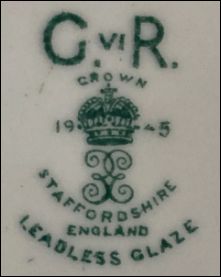 G VI R.
CROWN
19 45
STAFFORDSHIRE
ENGLAND
LEADLESS GLAZE